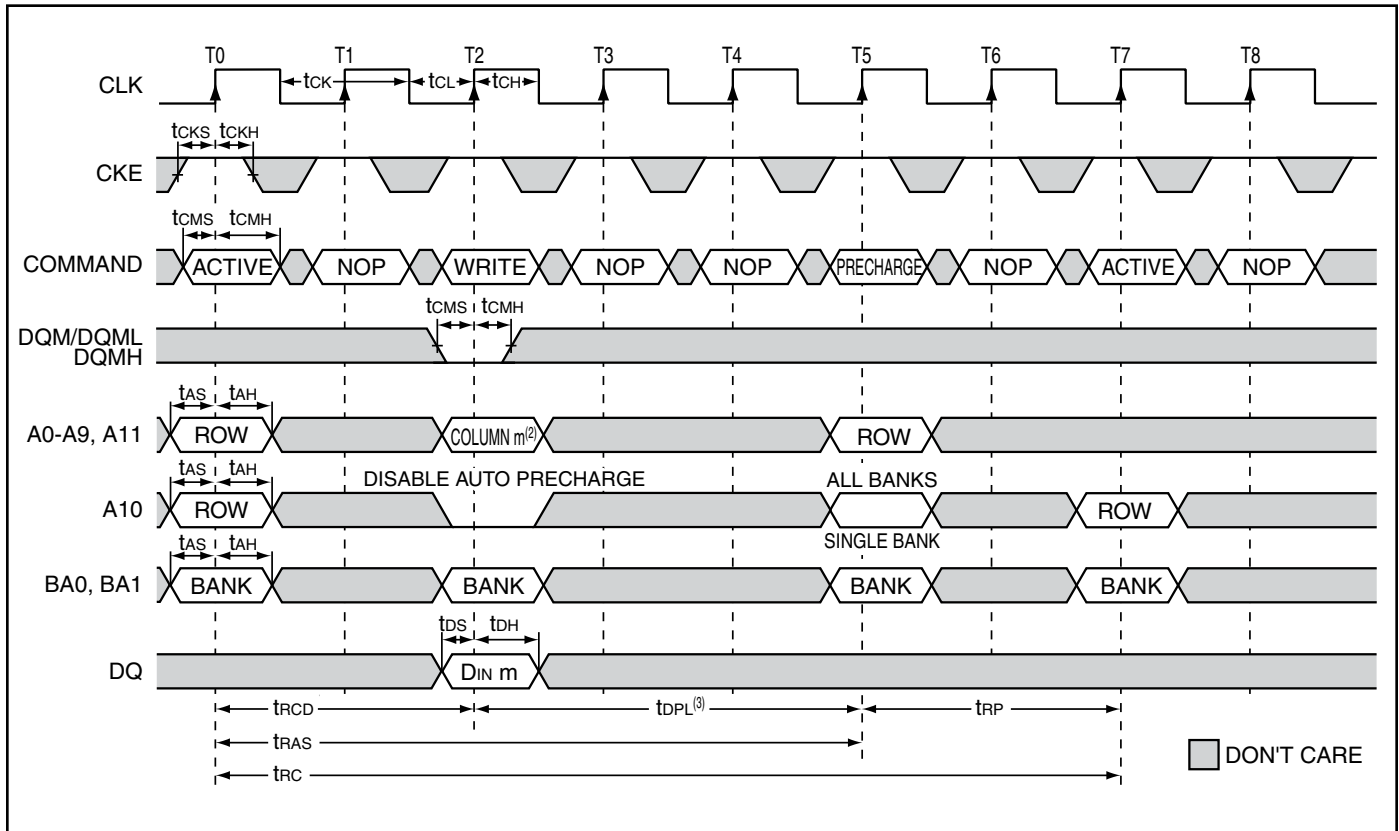 T0 T1 T2 T3 T4 T5 T6 T7 T8
CLK
tCK tCL tCH
tCKS tCKH
CKE
tCMS tCMH
COMMAND ACTIVE NOP WRITE NOP NOP PRECHARGE NOP ACTIVE NOP
tCMS tCMH
DQM/DQML
DQMH
tAS tAH
A0-A9, A11 ROW COLUMN m(2) ROW
tAS tAH DISABLE AUTO PRECHARGE ALL BANKS
A10 ROW ROW
tAS tAH SINGLE BANK
BA0, BA1 BANK BANK BANK BANK
tDS tDH
DQ DIN m
tRCD tDPL(3) tRP
tRAS
DON'T CARE
tRC